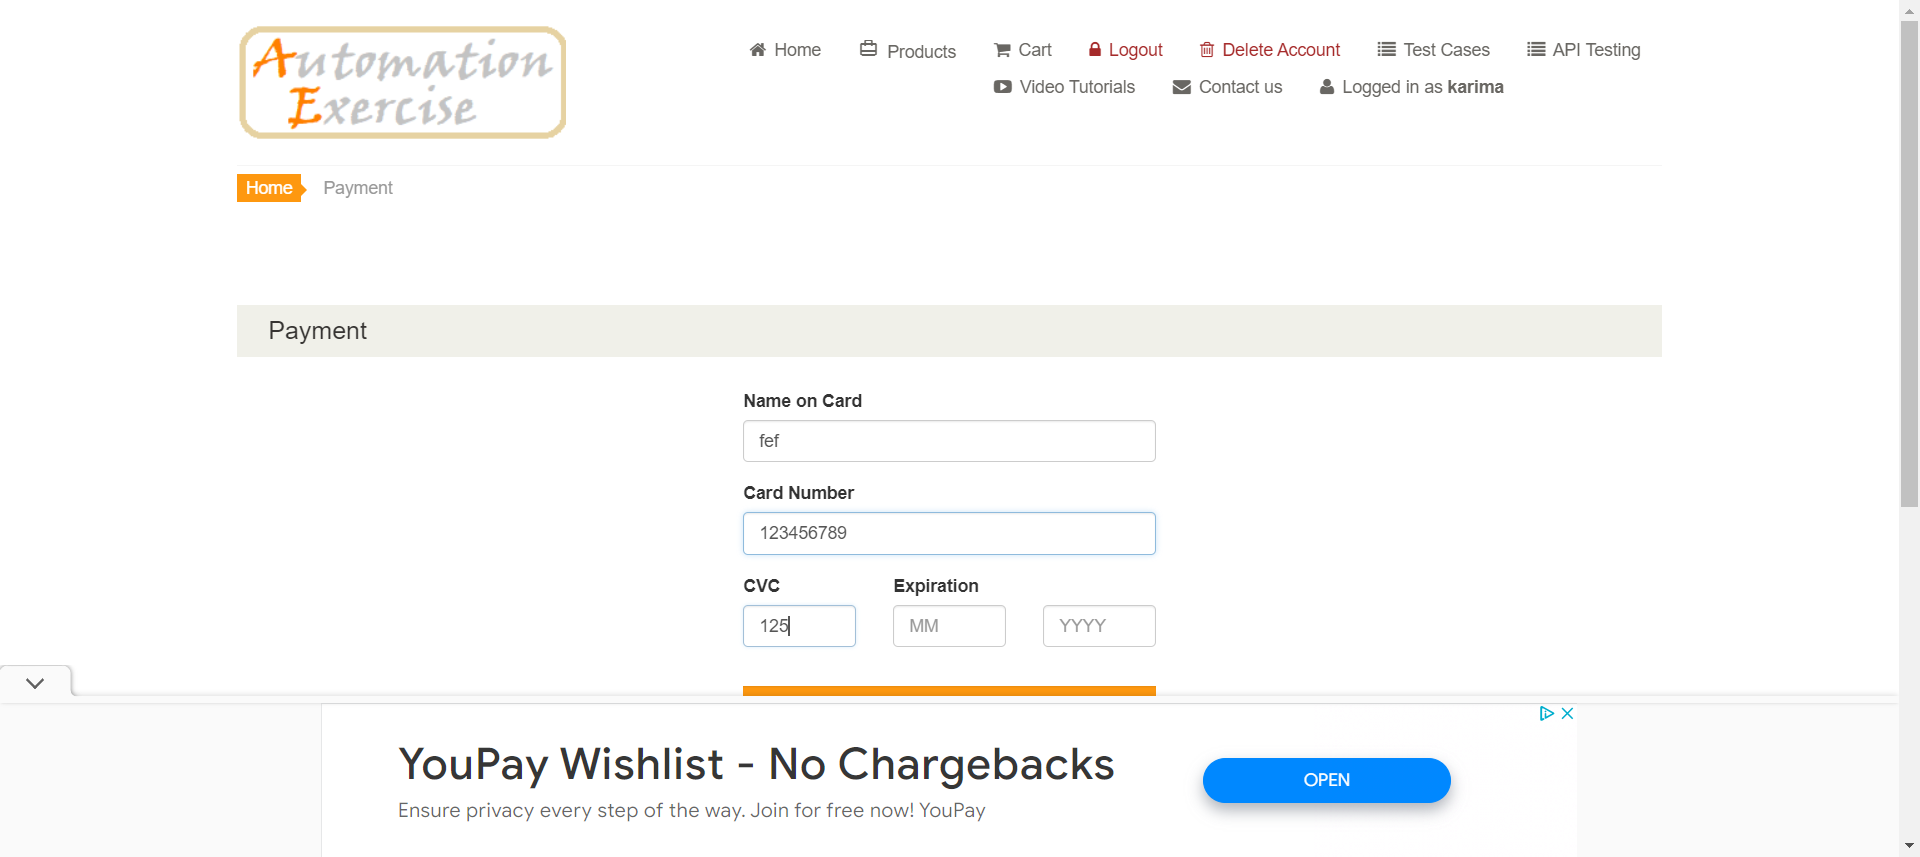 Automation
Exercise
Home
Products
Cart
Logout
Delete Account
Test Cases
API Testing
Video Tutorials
Contact us
Logged in as karima
Home
Payment
Payment
Name on Card
fef
Card Number
123456789
CVC
Expiration
125
MM
YYYY
YouPay Wishlist - No Chargebacks
Ensure privacy every step of the way. Join for free now! YouPay
OPEN